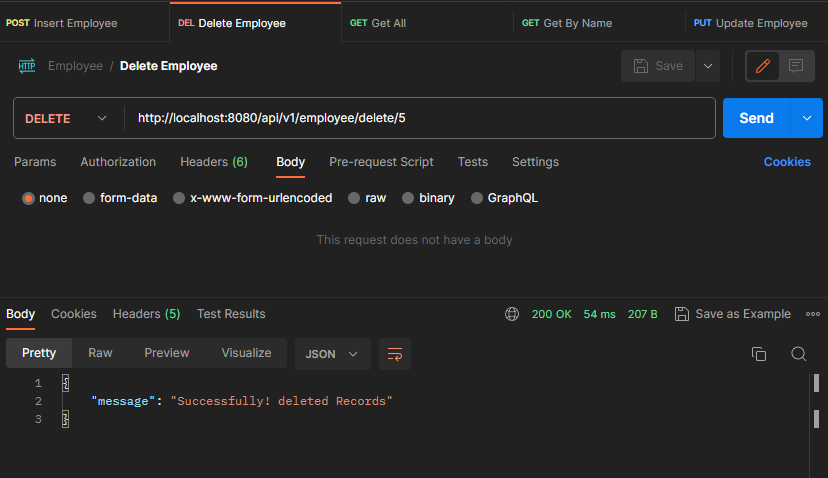 POST Insert Employee DEL Delete Employee GET Get All GET Get By Name PUT Update Employee
HTTP Employee / Delete Employee Save
DELETE http://localhost:8080/api/v1/employee/delete/5 Send
Params Authorization Headers (6) Body Pre-request Script Tests Settings Cookies
none form-data x-www-form-urlencoded raw binary GraphQL
This request does not have a body
Body Cookies Headers (5) Test Results 200 OK 54 ms 207 B Save as Example
Pretty Raw Preview Visualize JSON
1 {
2 "message": "Successfully! deleted Records"
3 }